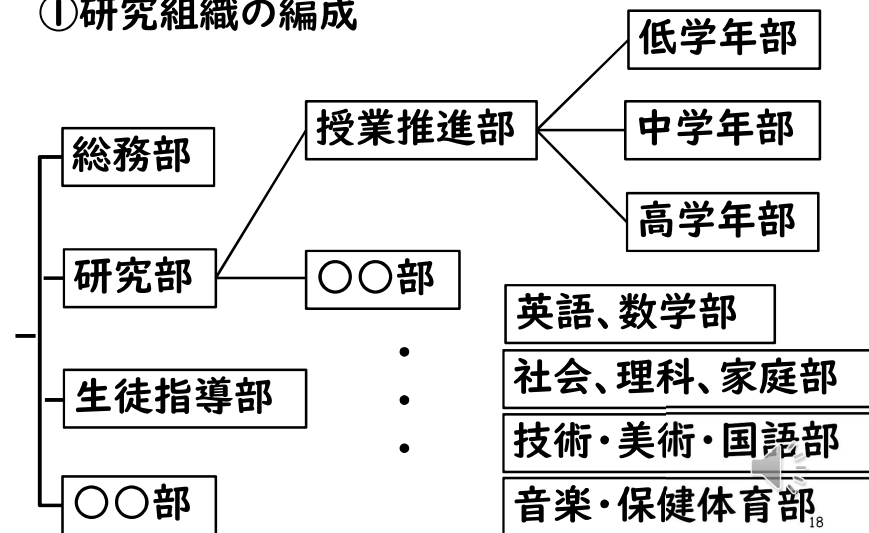 ①研究組織の編成
低学年部
授業推進部
中学年部
総務部
高学年部
研究部
○○部
英語、数学部
社会、理科、家庭部
生徒指導部
技術・美術・国語部
○○部
音楽・保健体育部
18